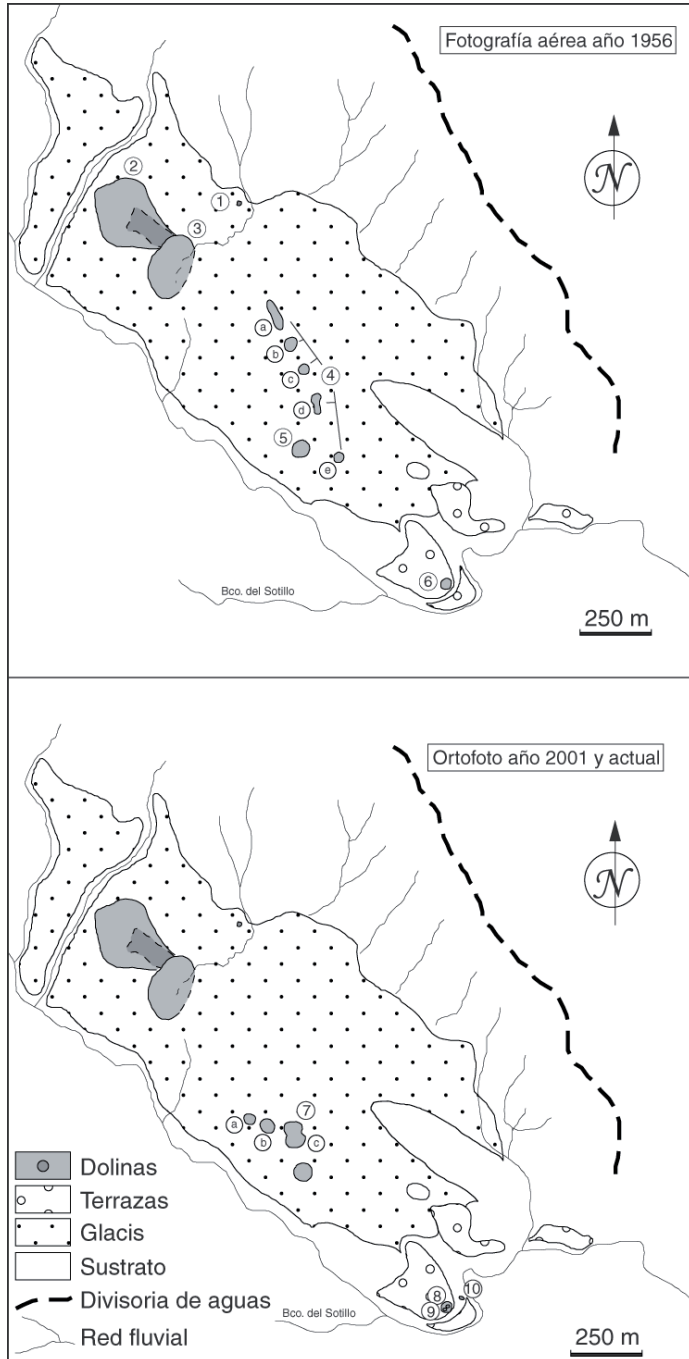 Fotografía aérea año 1956
N
2
1
3
a
b
c
4
d
5
e
6
Bco. del Sotillo
250 m
Ortofoto año 2001 y actual
N
7
a
b
c
Dolinas
Terrazas
Glacis
Sustrato
Divisoria de aguas
Red fluvial
10
8
9
Bco. del Sotillo
250 m